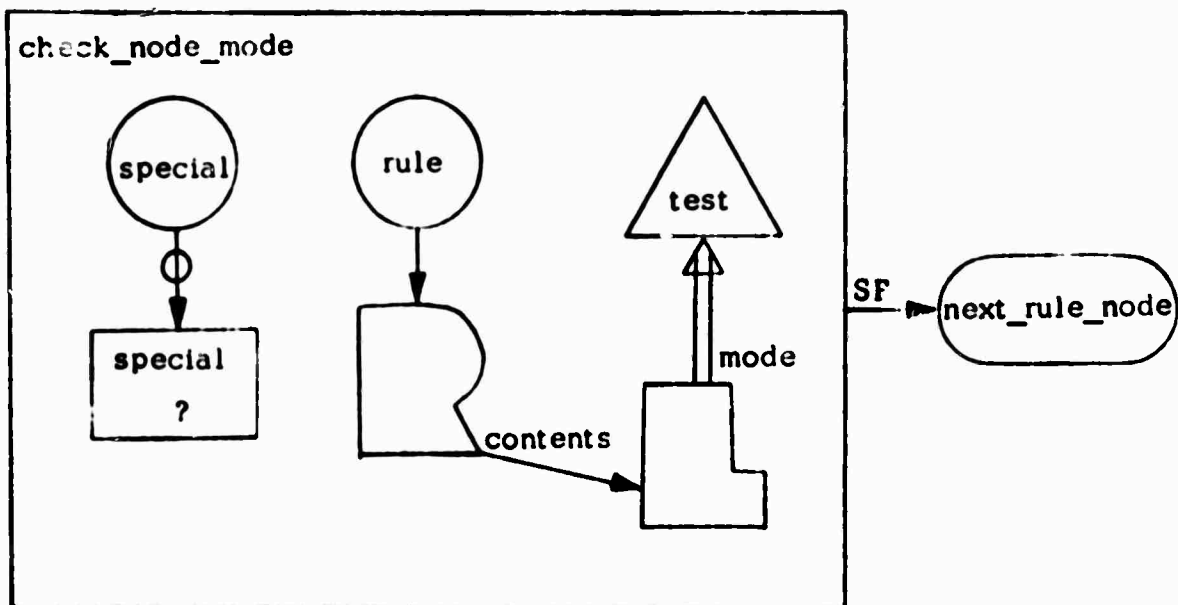 check_node_mode
special
rule
test
special
?
mode
contents
SF
next_rule_node